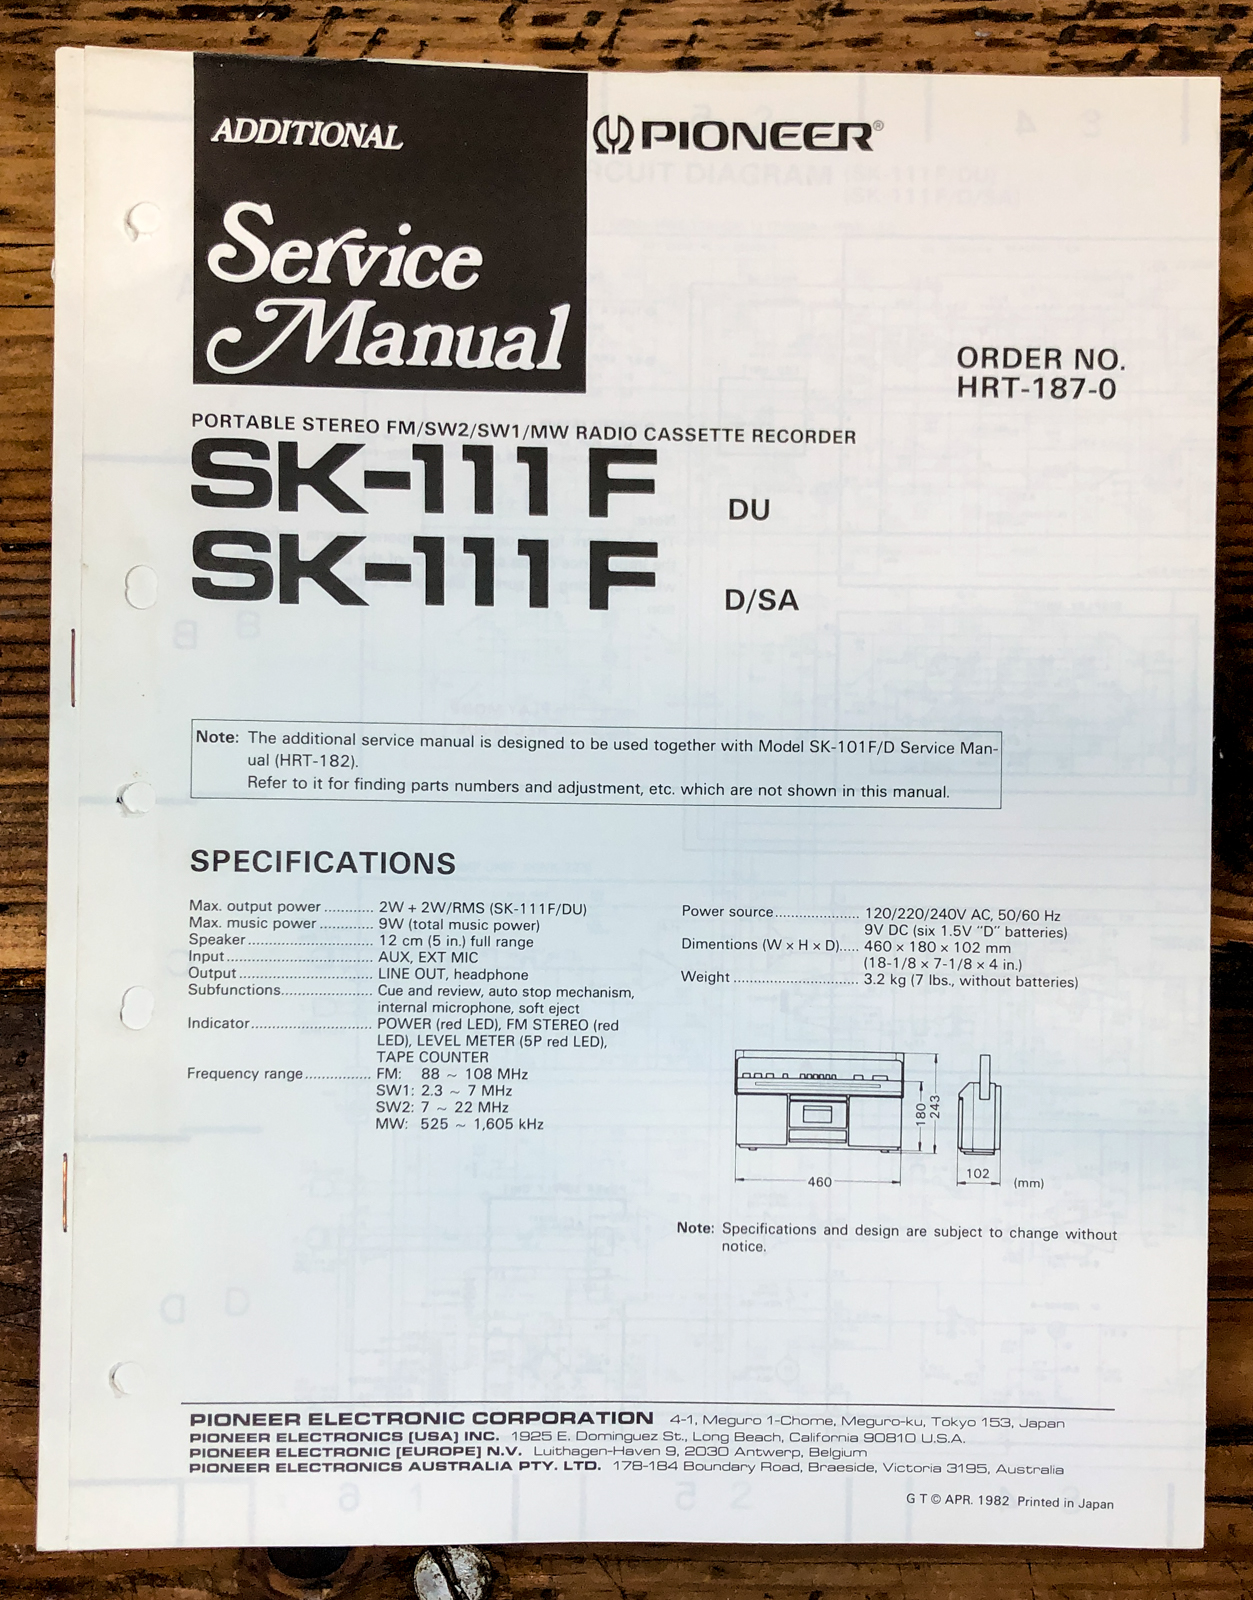 ADDITIONAL
Service
Manual
PIONEER®
ORDER NO.
HRT-187-0
PORTABLE STEREO FM/SW2/SW1/MW RADIO CASSETTE RECORDER
SK-111F DU
SK-111F D/SA
Note: The additional service manual is designed to be used together with Model SK-101F/D Service Man-
ual (HRT-182).
Refer to it for finding parts numbers and adjustment, etc. which are not shown in this manual.
SPECIFICATIONS
Max. output power ........... 2W + 2W/RMS (SK-111F/DU)
Max. music power ............ 9W (total music power)
Speaker ........................... 12 cm (5 in.) full range
Input ................................ AUX, EXT MIC
Output ............................. LINE OUT, headphone
Subfunctions .................... Cue and review, auto stop mechanism,
internal microphone, soft eject
Indicator .......................... POWER (red LED), FM STEREO (red
LED), LEVEL METER (5P red LED),
TAPE COUNTER
Frequency range ............... FM: 88 ~ 108 MHz
SW1: 2.3 ~ 7 MHz
SW2: 7 ~ 22 MHz
MW: 525 ~ 1,605 kHz
Power source .................... 120/220/240V AC, 50/60 Hz
9V DC (six 1.5V "D" batteries)
Dimentions (W × H × D) ..... 460 × 180 × 102 mm
(18-1/8 × 7-1/8 × 4 in.)
Weight ............................. 3.2 kg (7 lbs., without batteries)
180
243
460
102
(mm)
Note: Specifications and design are subject to change without
notice.
PIONEER ELECTRONIC CORPORATION 4-1, Meguro 1-Chome, Meguro-ku, Tokyo 153, Japan
PIONEER ELECTRONICS [USA] INC. 1925 E. Dominguez St., Long Beach, California 90810 U.S.A.
PIONEER ELECTRONIC [EUROPE] N.V. Luithagen-Haven 9, 2030 Antwerp, Belgium
PIONEER ELECTRONICS AUSTRALIA PTY. LTD. 178-184 Boundary Road, Braeside, Victoria 3195, Australia
G T © APR. 1982 Printed in Japan